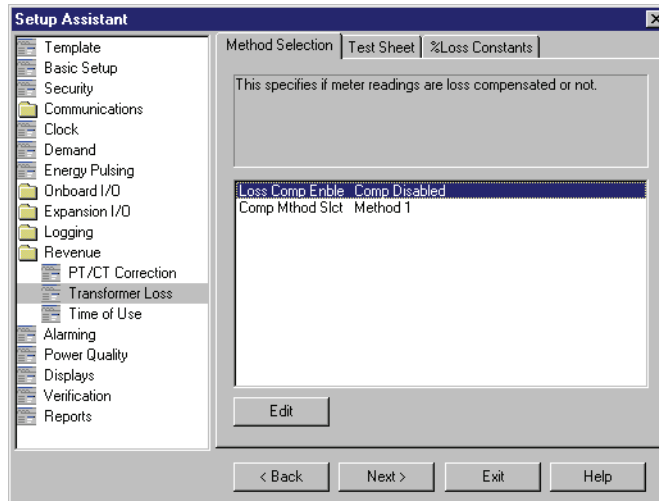 Setup Assistant
Template
Basic Setup
Security
Communications
Clock
Demand
Energy Pulsing
Onboard I/O
Expansion I/O
Logging
Revenue
PT/CT Correction
Transformer Loss
Time of Use
Alarming
Power Quality
Displays
Verification
Reports
Method Selection Test Sheet %Loss Constants
This specifies if meter readings are loss compensated or not.
Loss Comp Enble Comp Disabled
Comp Mthod Slct Method 1
Edit
< Back Next > Exit Help